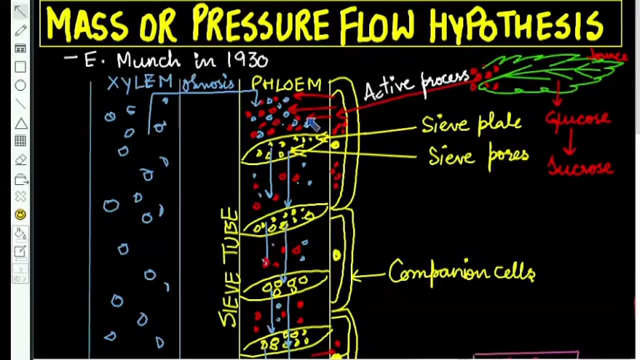 MASS OR PRESSURE FLOW HYPOTHESIS
- E. Munch in 1930
XYLEM osmosis PHLOEM
Active process
Source
Glucose
Sucrose
Sieve plate
Sieve pores
SIEVE TUBE
Companion cells